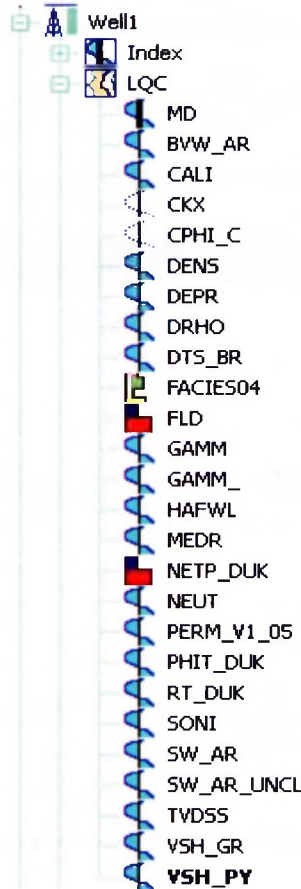 Well1
Index
LQC
MD
BVW_AR
CALI
CKX
CPHI_C
DENS
DEPR
DRHO
DTS_BR
FACIES04
FLD
GAMM
GAMM_
HAFWL
MEDR
NETP_DUK
NEUT
PERM_V1_05
PHIT_DUK
RT_DUK
SONI
SW_AR
SW_AR_UNCL
TVDSS
VSH_GR
VSH_PY